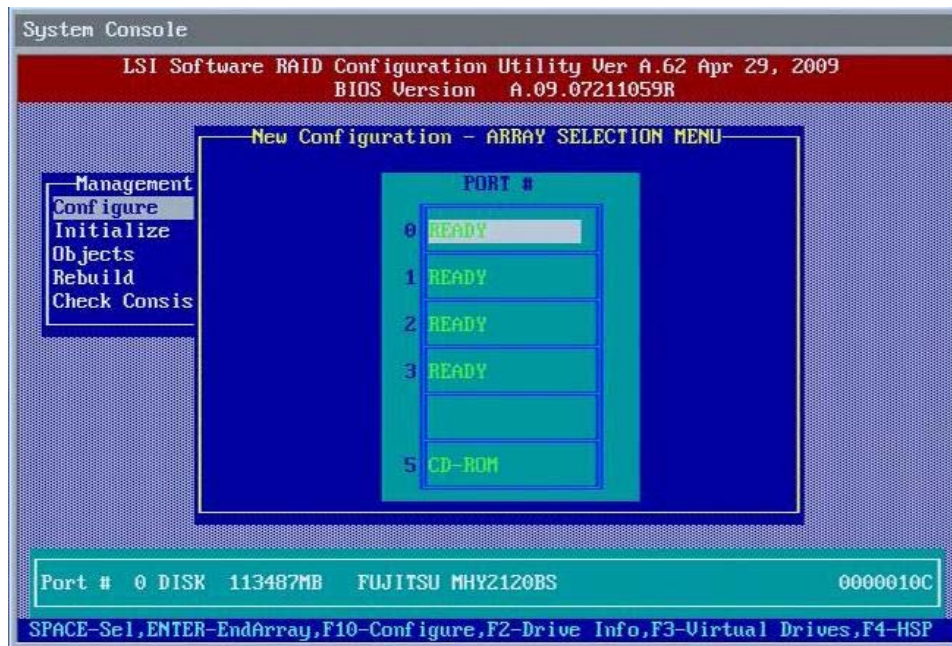 System Console
LSI Software RAID Configuration Utility Ver A.62 Apr 29, 2009
BIOS Version A.09.07211059R
New Configuration - ARRAY SELECTION MENU
Management
Configure
Initialize
Objects
Rebuild
Check Consis
PORT #
0 READY
1 READY
2 READY
3 READY
5 CD-ROM
Port # 0 DISK 113487MB FUJITSU MHY2120BS 0000010C
SPACE-Sel,ENTER-EndArray,F10-Configure,F2-Drive Info,F3-Virtual Drives,F4-HSP